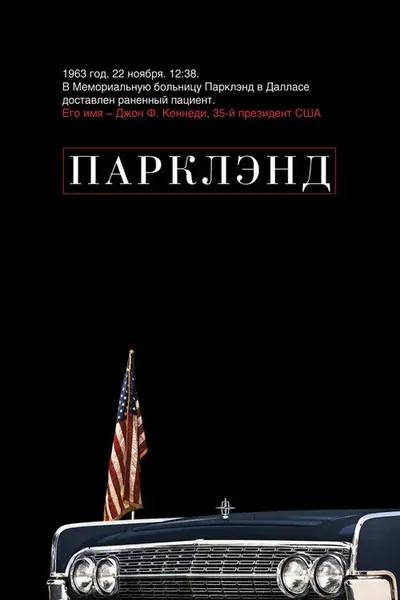 1963 год. 22 ноября. 12:38.
В Мемориальную больницу Парклэнд в Далласе
доставлен раненный пациент.
Его имя – Джон Ф. Кеннеди, 35-й президент США
ПАРКЛЭНД